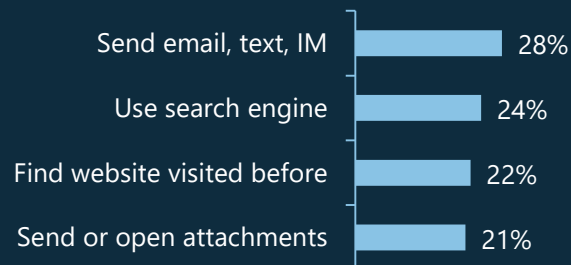 Send email, text, IM 28%
Use search engine 24%
Find website visited before 22%
Send or open attachments 21%